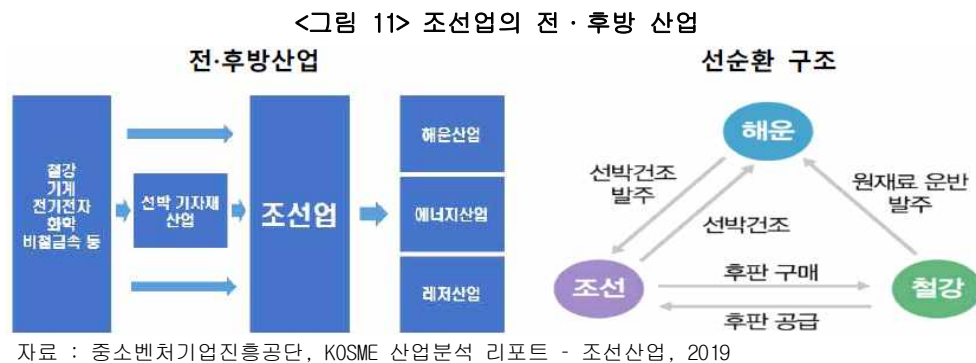 <그림 11> 조선업의 전·후방 산업
전·후방산업
철강
기계
전기전자
화학
비철금속 등
선박 기자재
산업
조선업
해운산업
에너지산업
레저산업
선순환 구조
해운
선박건조
발주
선박건조
원재료 운반
발주
조선
후판 구매
후판 공급
철강
자료 : 중소벤처기업진흥공단, KOSME 산업분석 리포트 - 조선산업, 2019